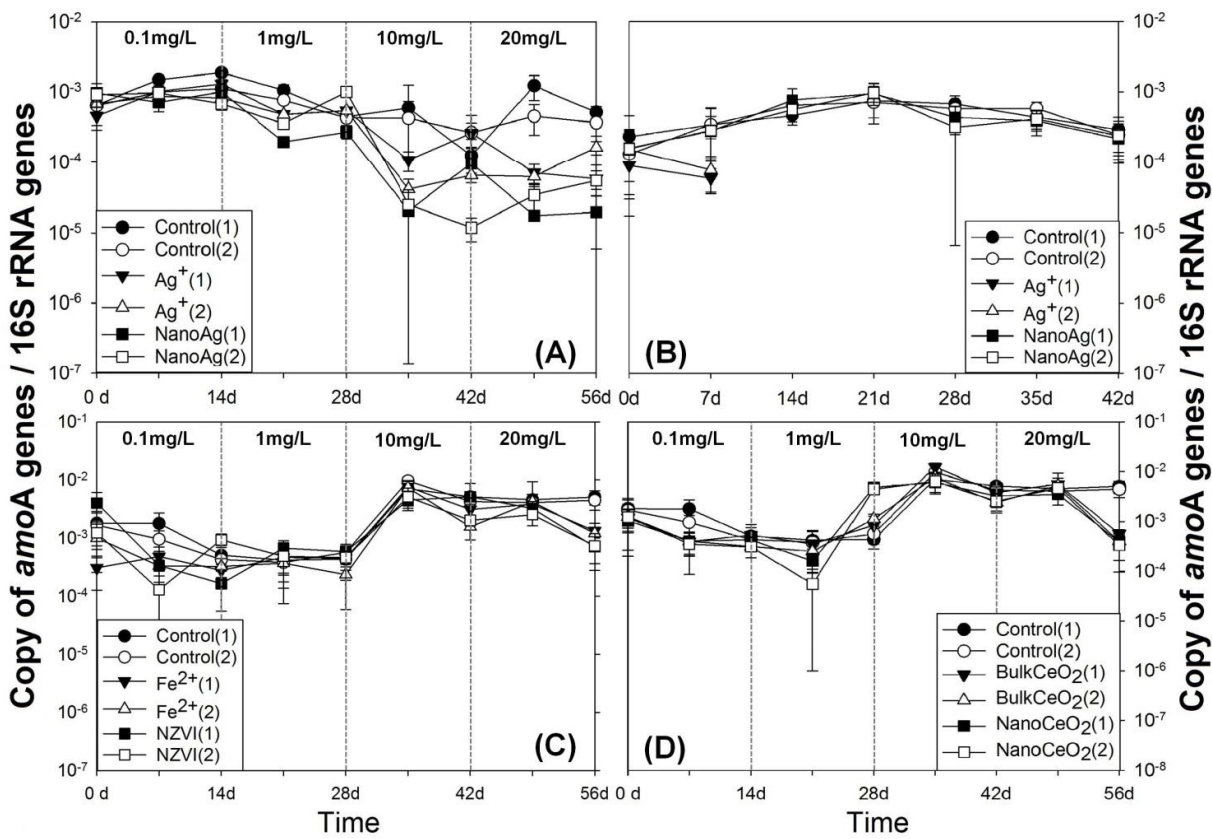 Copy of amoA genes / 16S rRNA genes
10⁻²
10⁻³
10⁻⁴
10⁻⁵
10⁻⁶
10⁻⁷
0.1mg/L 1mg/L 10mg/L 20mg/L
Control(1)
Control(2)
Ag⁺(1)
Ag⁺(2)
NanoAg(1)
NanoAg(2)
(A)
0 d 14d 28d 42d 56d
(B)
Control(1)
Control(2)
Ag⁺(1)
Ag⁺(2)
NanoAg(1)
NanoAg(2)
0d 7d 14d 21d 28d 35d 42d
10⁻²
10⁻³
10⁻⁴
10⁻⁵
10⁻⁶
10⁻⁷
10⁻¹
10⁻²
10⁻³
10⁻⁴
10⁻⁵
10⁻⁶
10⁻⁷
0.1mg/L 1mg/L 10mg/L 20mg/L
Control(1)
Control(2)
Fe²⁺(1)
Fe²⁺(2)
NZVI(1)
NZVI(2)
(C)
0 d 14d 28d 42d 56d
Time
0.1mg/L 1mg/L 10mg/L 20mg/L
(D)
Control(1)
Control(2)
BulkCeO₂(1)
BulkCeO₂(2)
NanoCeO₂(1)
NanoCeO₂(2)
0 d 14d 28d 42d 56d
Time
10⁻¹
10⁻²
10⁻³
10⁻⁴
10⁻⁵
10⁻⁶
10⁻⁷
10⁻⁸
Copy of amoA genes / 16S rRNA genes